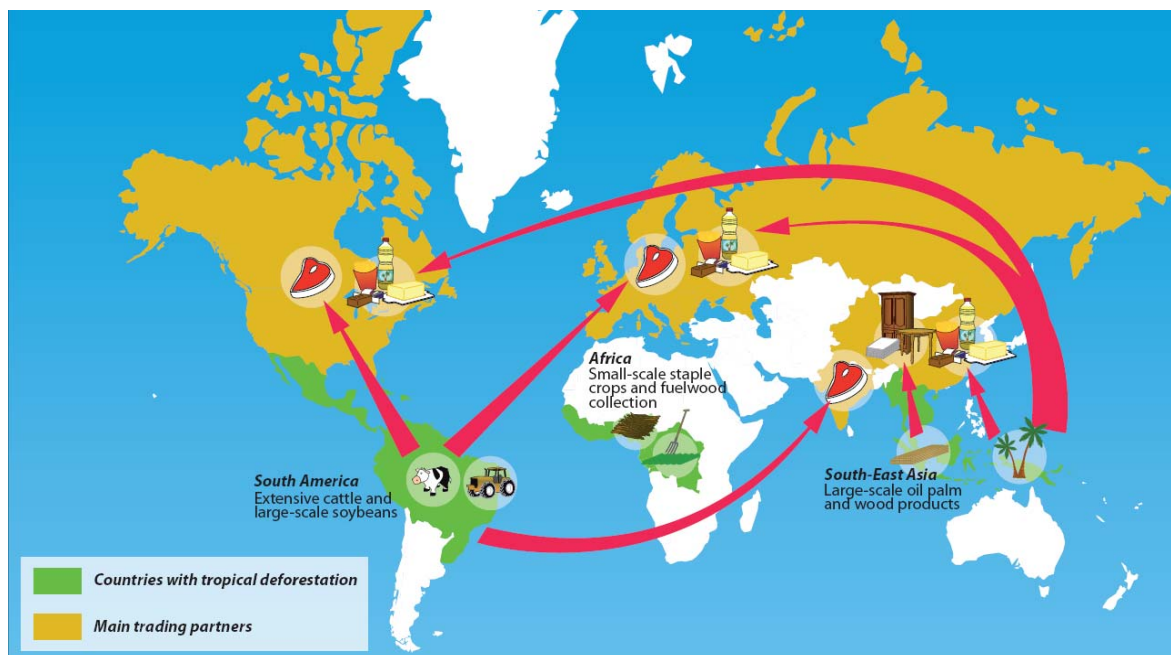 Africa
Small-scale staple
crops and fuelwood
collection
South America
Extensive cattle and
large-scale soybeans
South-East Asia
Large-scale oil palm
and wood products
Countries with tropical deforestation
Main trading partners